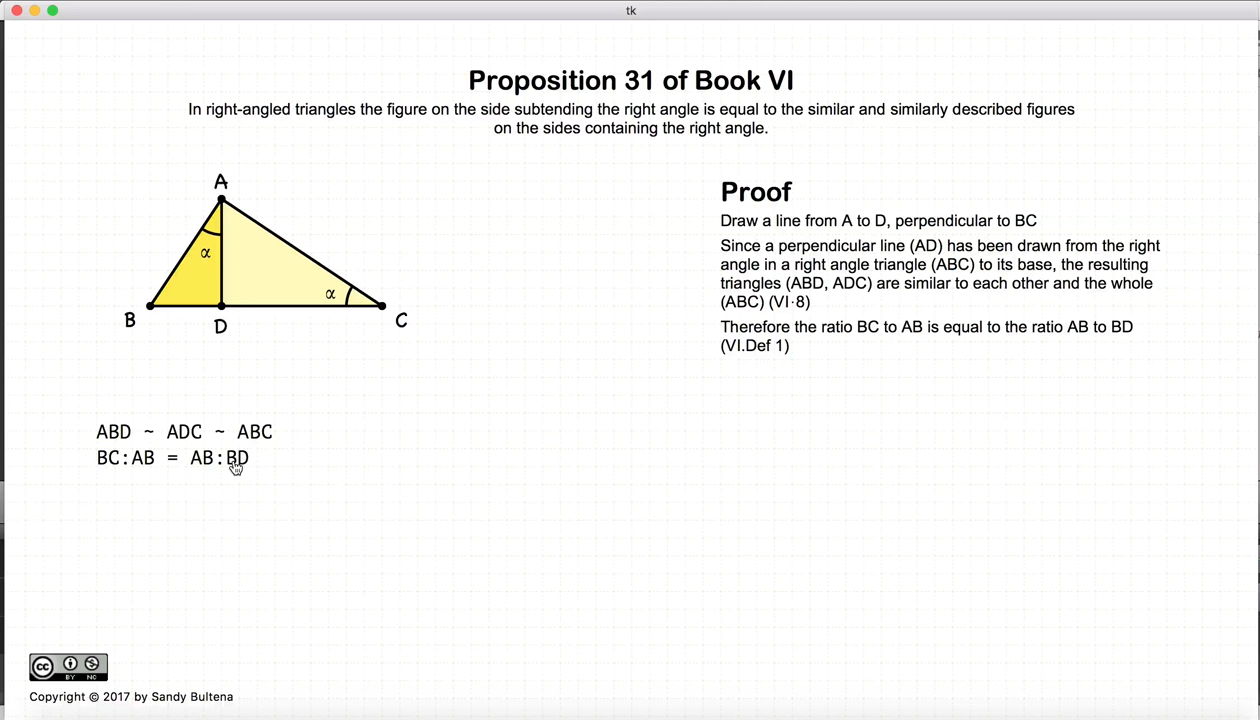 tk
Proposition 31 of Book VI
In right-angled triangles the figure on the side subtending the right angle is equal to the similar and similarly described figures
on the sides containing the right angle.
A
α
α
B
D
C
Proof
Draw a line from A to D, perpendicular to BC
Since a perpendicular line (AD) has been drawn from the right
angle in a right angle triangle (ABC) to its base, the resulting
triangles (ABD, ADC) are similar to each other and the whole
(ABC) (VI·8)
Therefore the ratio BC to AB is equal to the ratio AB to BD
(VI.Def 1)
ABD ~ ADC ~ ABC
BC:AB = AB:BD
cc
BY NC
Copyright © 2017 by Sandy Bultena